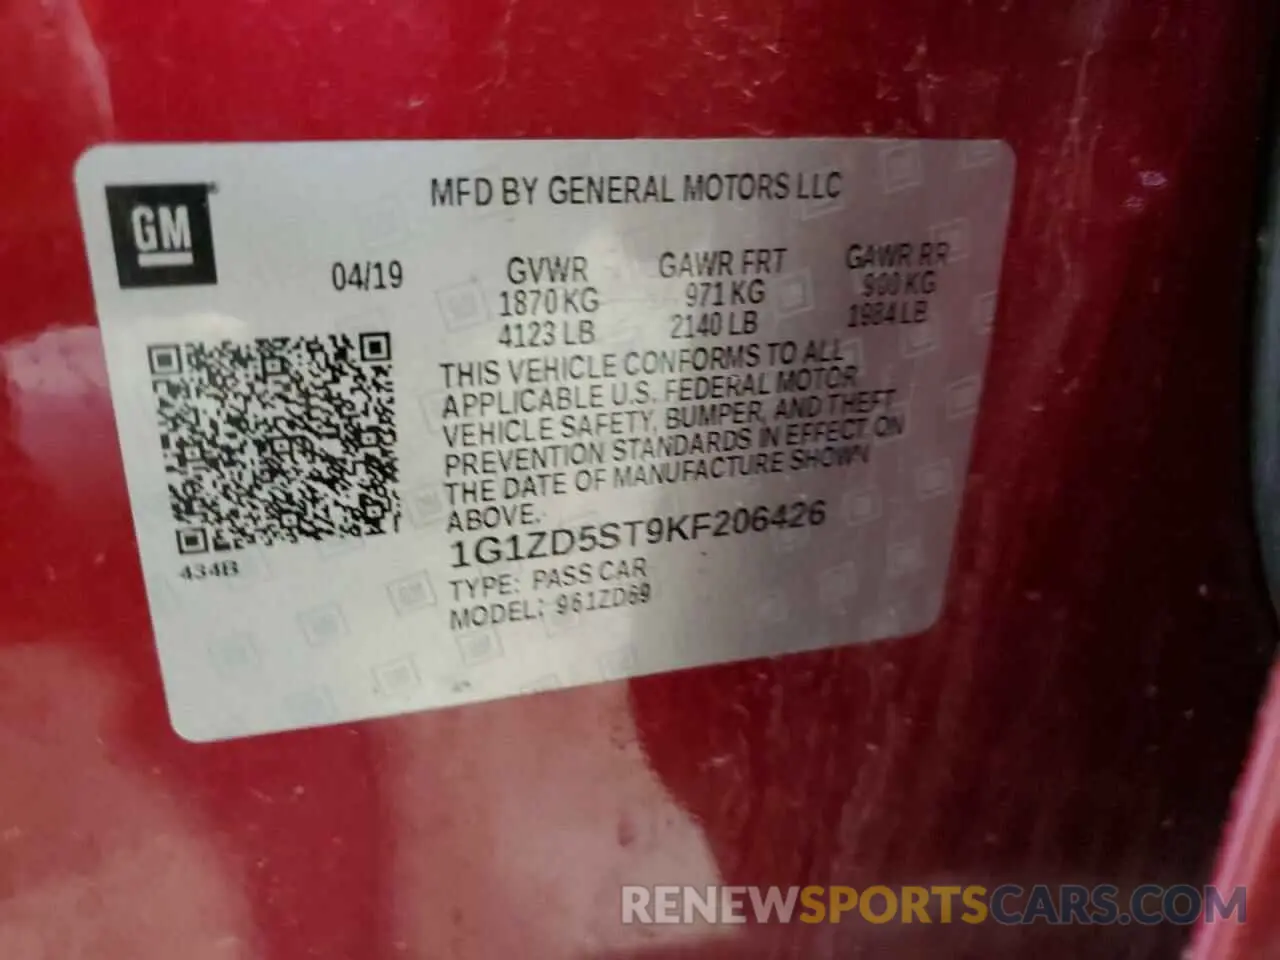 MFD BY GENERAL MOTORS LLC
GM
04/19 GVWR GAWR FRT GAWR RR
1870 KG 971 KG 900 KG
4123 LB 2140 LB 1984 LB
THIS VEHICLE CONFORMS TO ALL
APPLICABLE U.S. FEDERAL MOTOR
VEHICLE SAFETY, BUMPER, AND THEFT
PREVENTION STANDARDS IN EFFECT ON
THE DATE OF MANUFACTURE SHOWN
ABOVE.
1G1ZD5ST9KF206426
434B
TYPE: PASS CAR
MODEL: 961ZD69
RENEWSPORTSCARS.COM